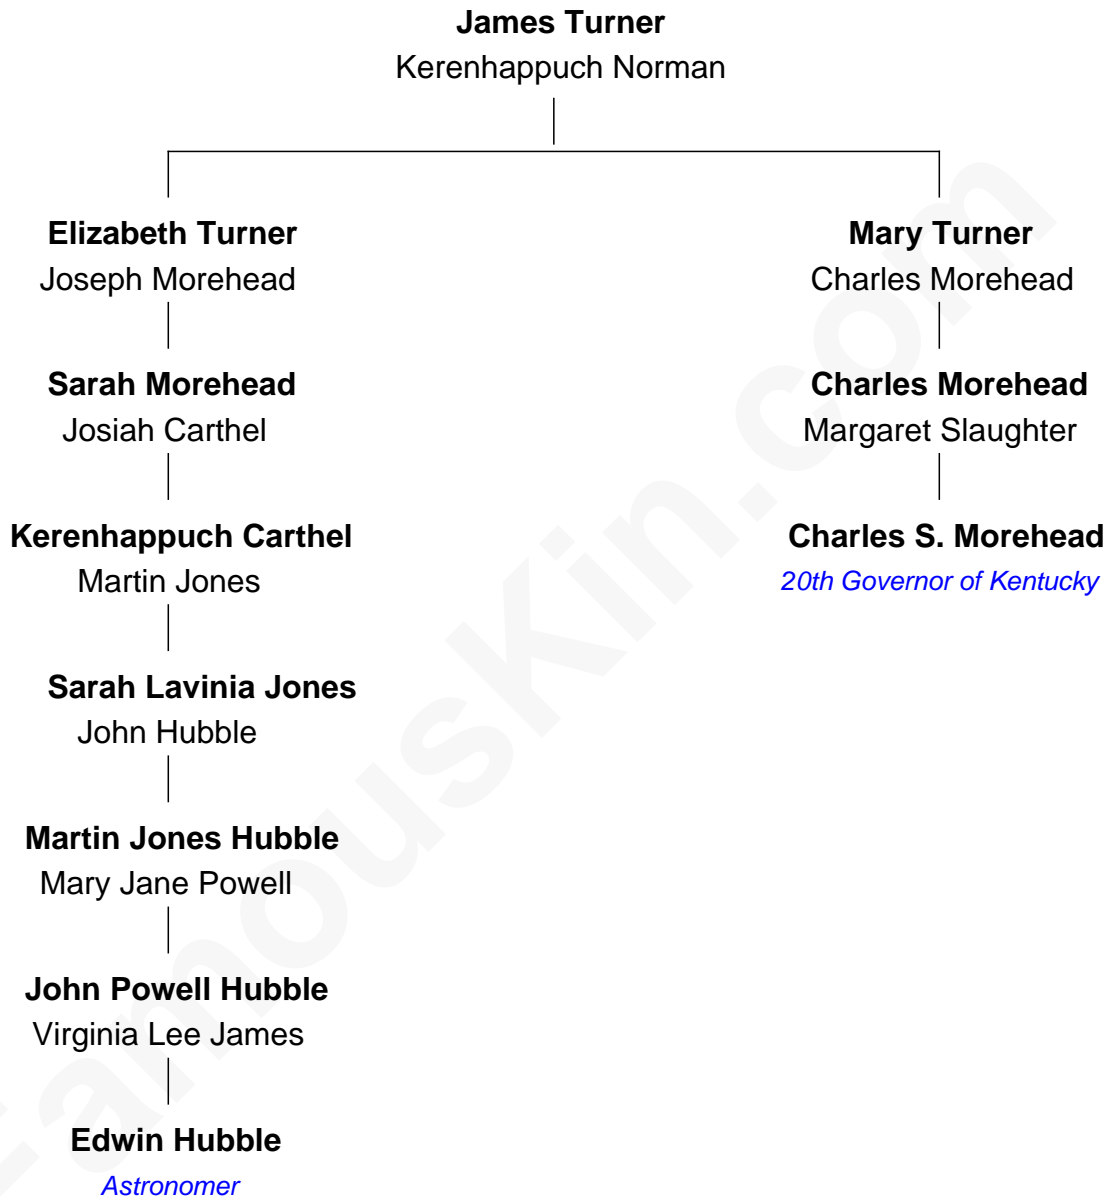 James Turner
Kerenhappuch Norman
Elizabeth Turner
Joseph Morehead
Mary Turner
Charles Morehead
Sarah Morehead
Josiah Carthel
Charles Morehead
Margaret Slaughter
Kerenhappuch Carthel
Martin Jones
Charles S. Morehead
20th Governor of Kentucky
Sarah Lavinia Jones
John Hubble
Martin Jones Hubble
Mary Jane Powell
John Powell Hubble
Virginia Lee James
Edwin Hubble
Astronomer
FamousKin.com